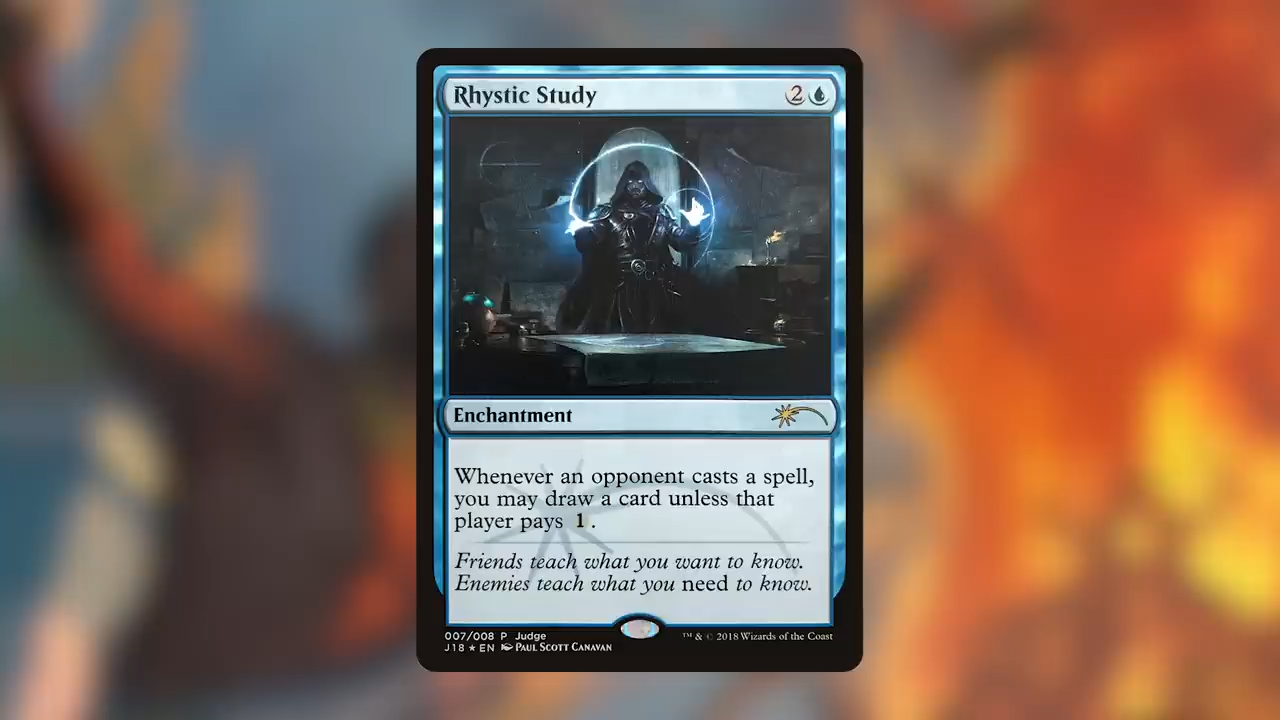 Rhystic Study 2
Enchantment
Whenever an opponent casts a spell,
you may draw a card unless that
player pays 1.
Friends teach what you want to know.
Enemies teach what you need to know.
007/008 P Judge
J18 ★ EN Paul Scott Canavan
™ & © 2018 Wizards of the Coast